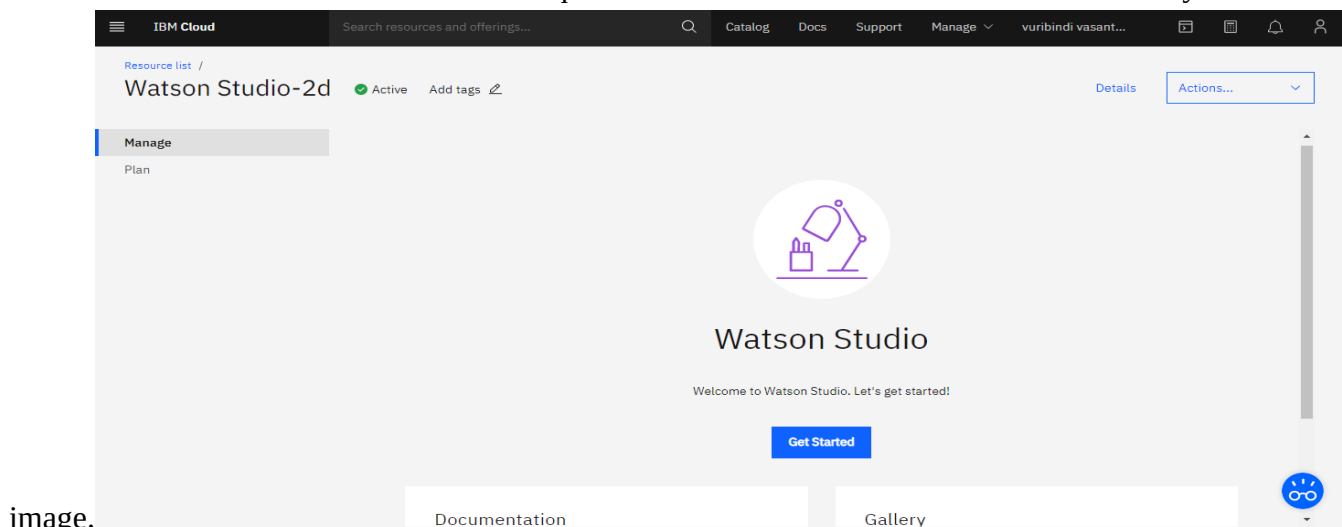 IBM Cloud Search resources and offerings... Catalog Docs Support Manage vuribindi vasant...
Resource list /
Watson Studio-2d Active Add tags Details Actions...
Manage
Plan
Watson Studio
Welcome to Watson Studio. Let's get started!
Get Started
image.
Documentation Gallery